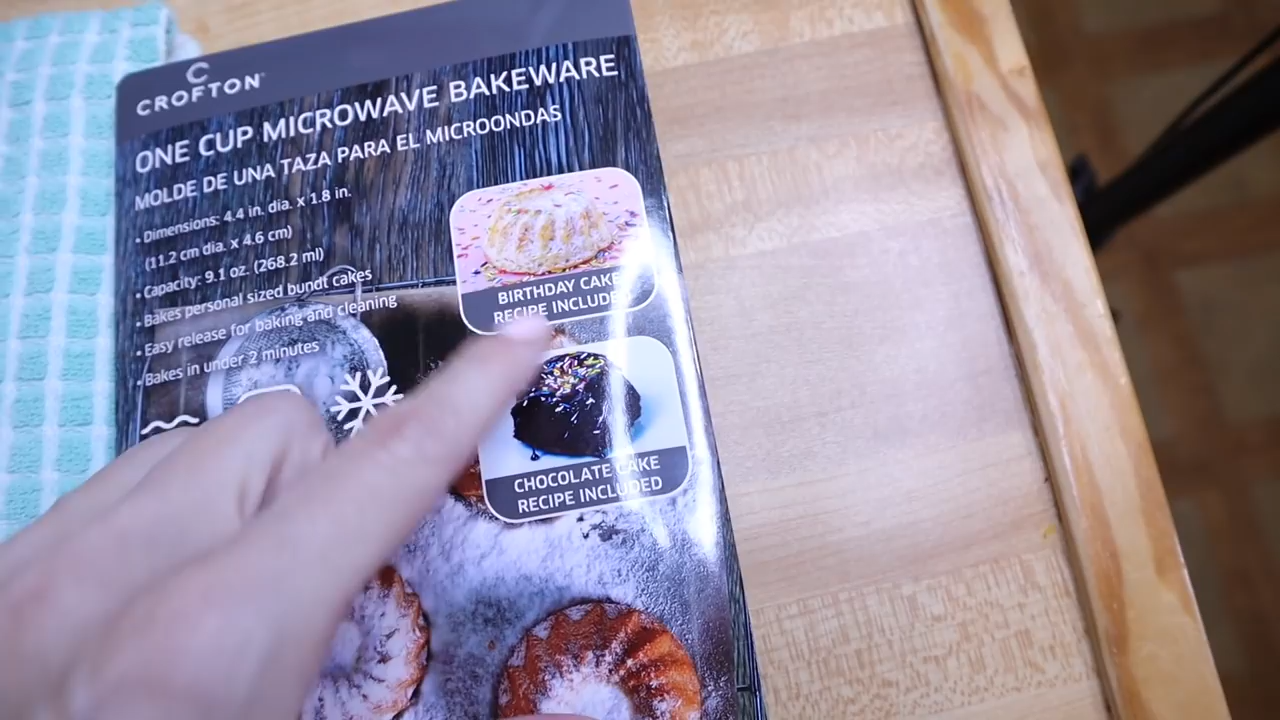 CROFTON
ONE CUP MICROWAVE BAKEWARE
MOLDE DE UNA TAZA PARA EL MICROONDAS
• Dimensions: 4.4 in. dia. x 1.8 in.
(11.2 cm dia. x 4.6 cm)
• Capacity: 9.1 oz. (268.2 ml)
• Bakes personal sized bundt cakes
• Easy release for baking and cleaning
• Bakes in under 2 minutes
BIRTHDAY CAKE
RECIPE INCLUDED
CHOCOLATE CAKE
RECIPE INCLUDED